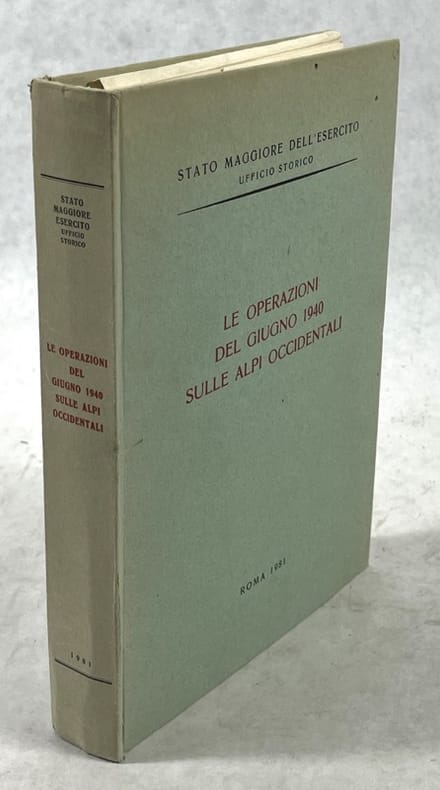 STATO
MAGGIORE
ESERCITO
UFFICIO
STORICO
LE OPERAZIONI
DEL
GIUGNO 1940
SULLE ALPI
OCCIDENTALI
1981
STATO MAGGIORE DELL'ESERCITO
UFFICIO STORICO
LE OPERAZIONI
DEL GIUGNO 1940
SULLE ALPI OCCIDENTALI
ROMA 1981